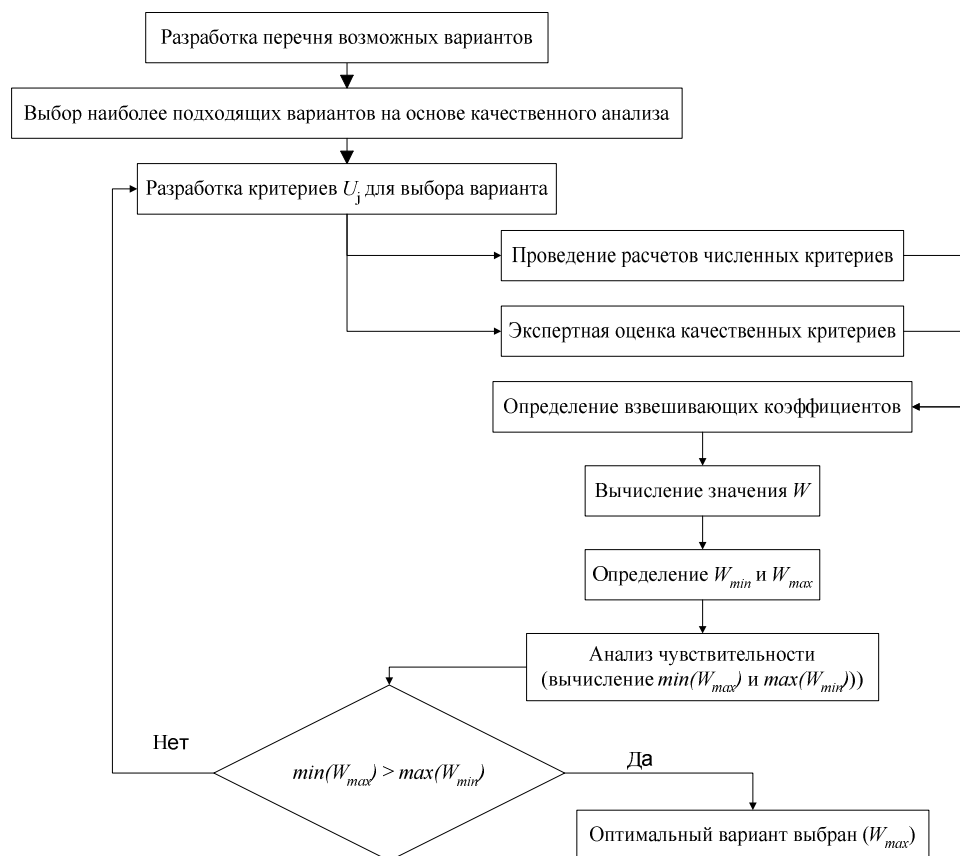 Разработка перечня возможных вариантов
Выбор наиболее подходящих вариантов на основе качественного анализа
Разработка критериев Uj для выбора варианта
Проведение расчетов численных критериев
Экспертная оценка качественных критериев
Определение взвешивающих коэффициентов
Вычисление значения W
Определение Wmin и Wmax
Анализ чувствительности
(вычисление min(Wmax) и max(Wmin)))
Нет
min(Wmax) > max(Wmin)
Да
Оптимальный вариант выбран (Wmax)